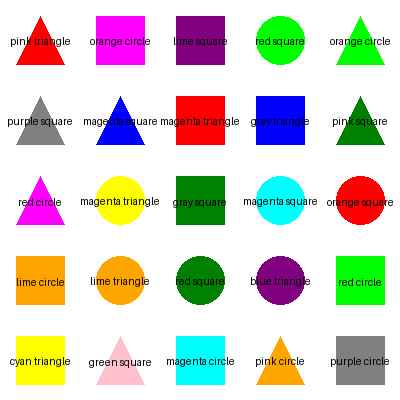 pink triangle
orange circle
lime square
red square
orange circle
purple square
magenta square
magenta triangle
gray triangle
pink square
red circle
magenta triangle
gray square
magenta square
orange square
lime circle
lime triangle
red square
blue triangle
red circle
cyan triangle
green square
magenta circle
pink circle
purple circle